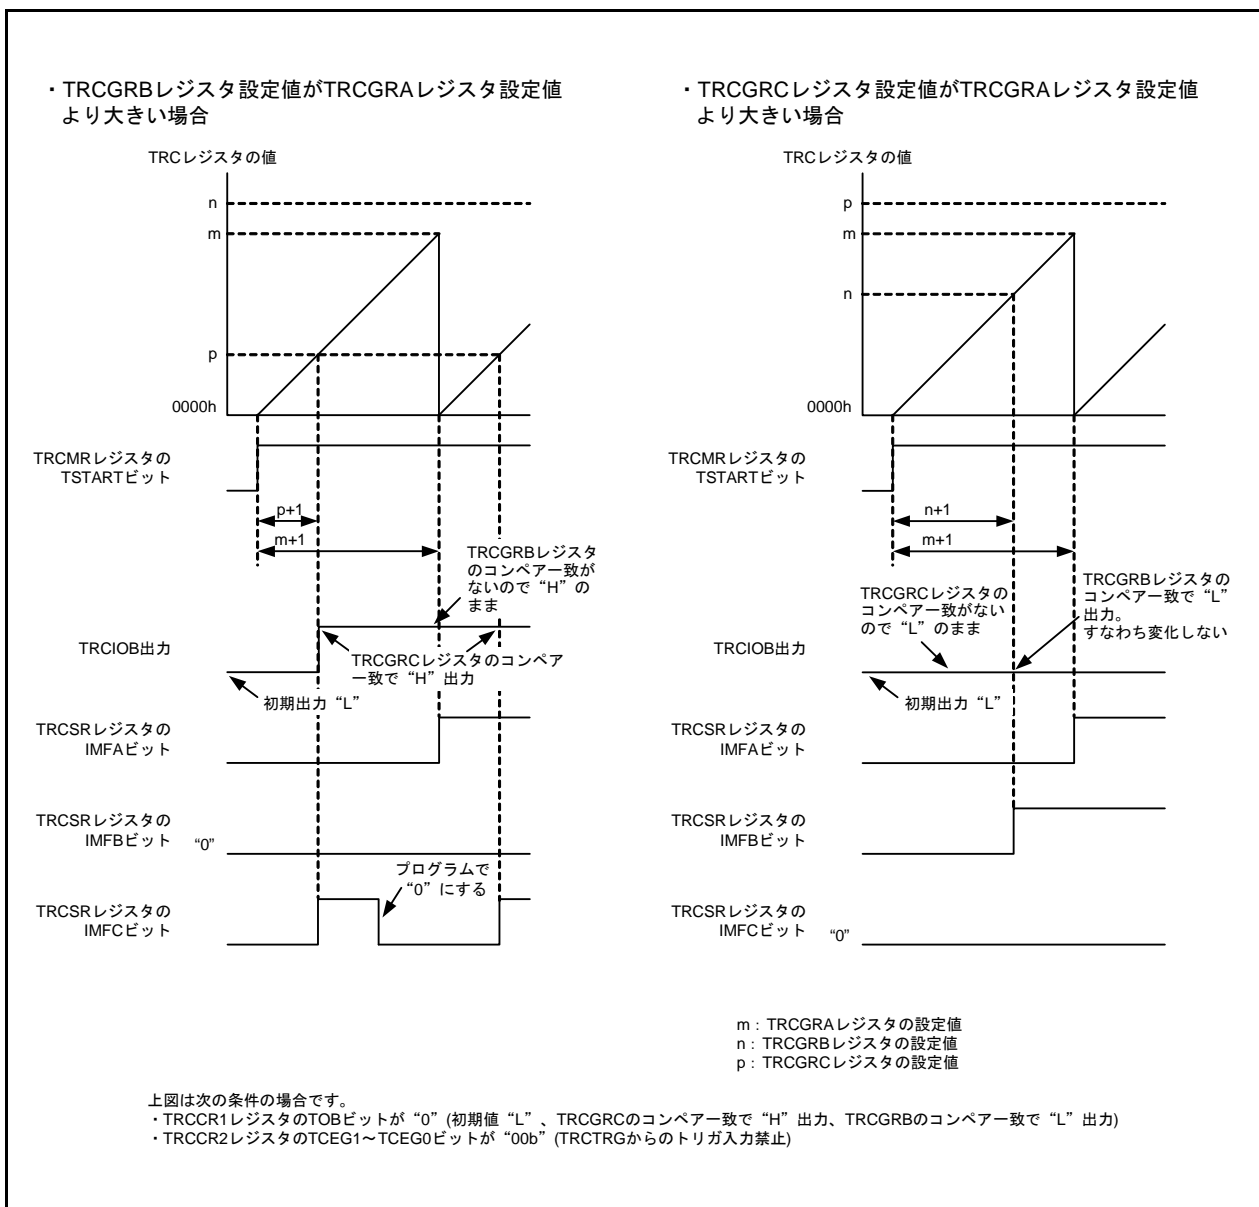 ・TRCGRBレジスタ設定値がTRCGRAレジスタ設定値
より大きい場合
TRCレジスタの値
n
m
p
0000h
TRCMRレジスタの
TSTARTビット
p+1
m+1
TRCGRBレジスタ
のコンペア一致が
ないので“H”の
まま
TRCIOB出力
TRCGRCレジスタのコンペア
一致で“H”出力
初期出力“L”
TRCSRレジスタの
IMFAビット
TRCSRレジスタの
IMFBビット
“0”
プログラムで
“0”にする
TRCSRレジスタの
IMFCビット
・TRCGRCレジスタ設定値がTRCGRAレジスタ設定値
より大きい場合
TRCレジスタの値
p
m
n
0000h
TRCMRレジスタの
TSTARTビット
n+1
m+1
TRCGRCレジスタの
コンペア一致がない
ので“L”のまま
TRCGRBレジスタの
コンペア一致で“L”
出力。
すなわち変化しない
TRCIOB出力
初期出力“L”
TRCSRレジスタの
IMFAビット
TRCSRレジスタの
IMFBビット
TRCSRレジスタの
IMFCビット
“0”
m：TRCGRAレジスタの設定値
n：TRCGRBレジスタの設定値
p：TRCGRCレジスタの設定値
上図は次の条件の場合です。
・TRCCR1レジスタのTOBビットが“0”(初期値“L”、TRCGRCのコンペア一致で“H”出力、TRCGRBのコンペア一致で“L”出力)
・TRCCR2レジスタのTCEG1～TCEG0ビットが“00b”(TRCTRGからのトリガ入力禁止)